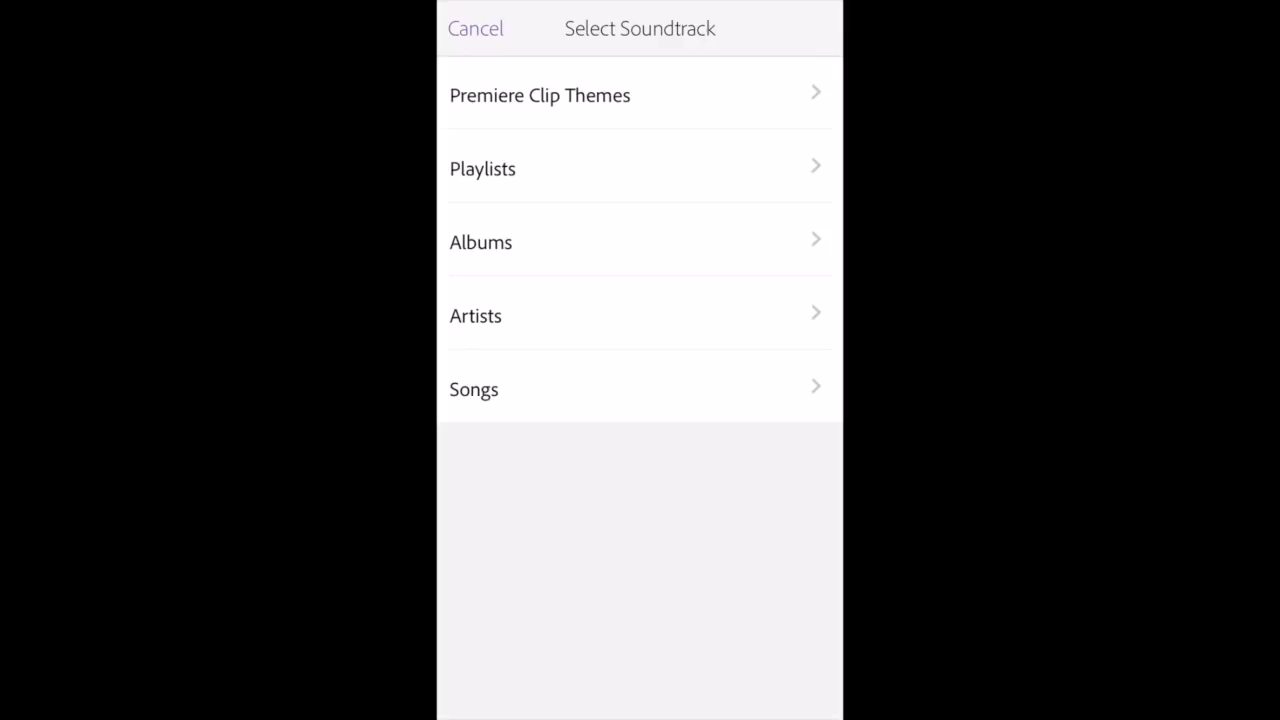 Cancel Select Soundtrack
Premiere Clip Themes
Playlists
Albums
Artists
Songs